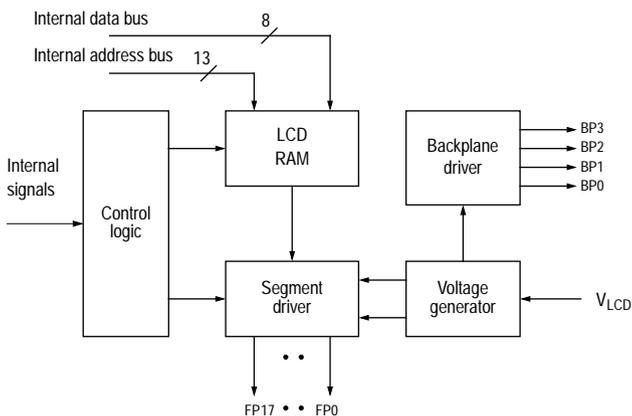 Internal data bus
8
Internal address bus
13
LCD
RAM
Backplane
driver
BP3
BP2
BP1
BP0
Internal
signals
Control
logic
Segment
driver
Voltage
generator
VLCD
FP17 • • FP0